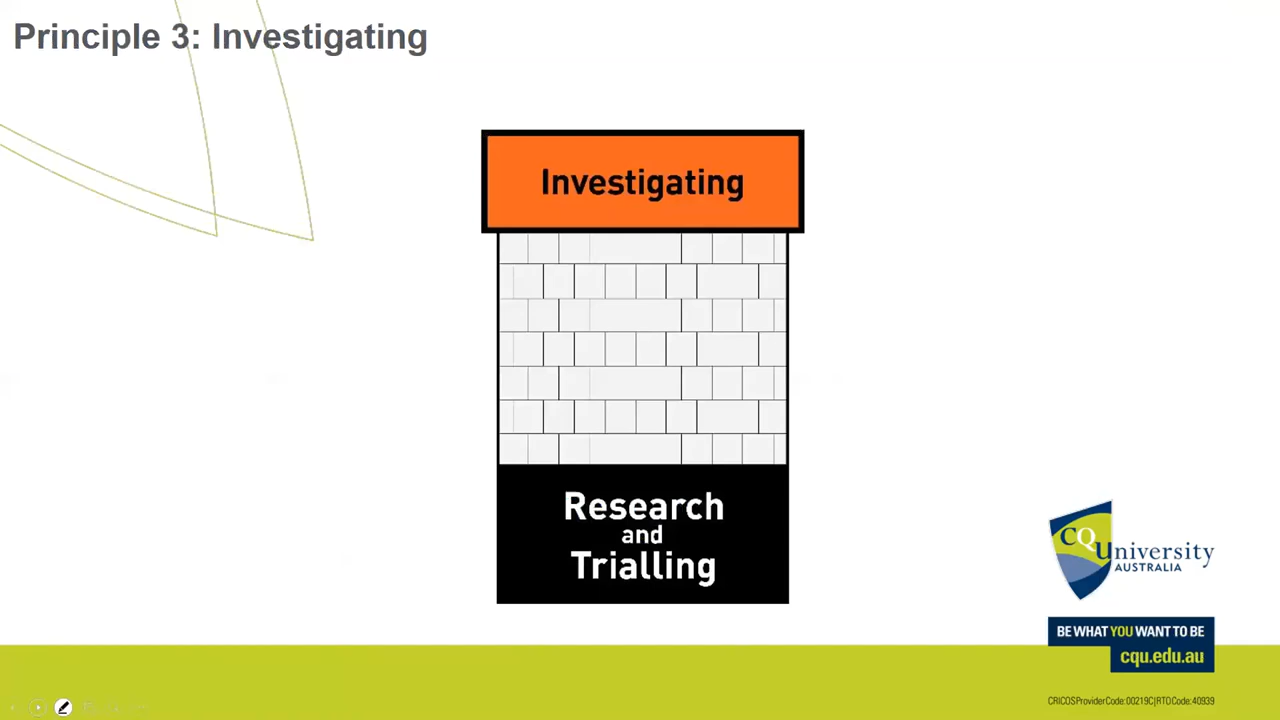 Principle 3: Investigating
Investigating
Research
and
Trialling
CQUniversity
AUSTRALIA
BE WHAT YOU WANT TO BE
cqu.edu.au
CRICOS Provider Code: 00219C | RTO Code: 40939